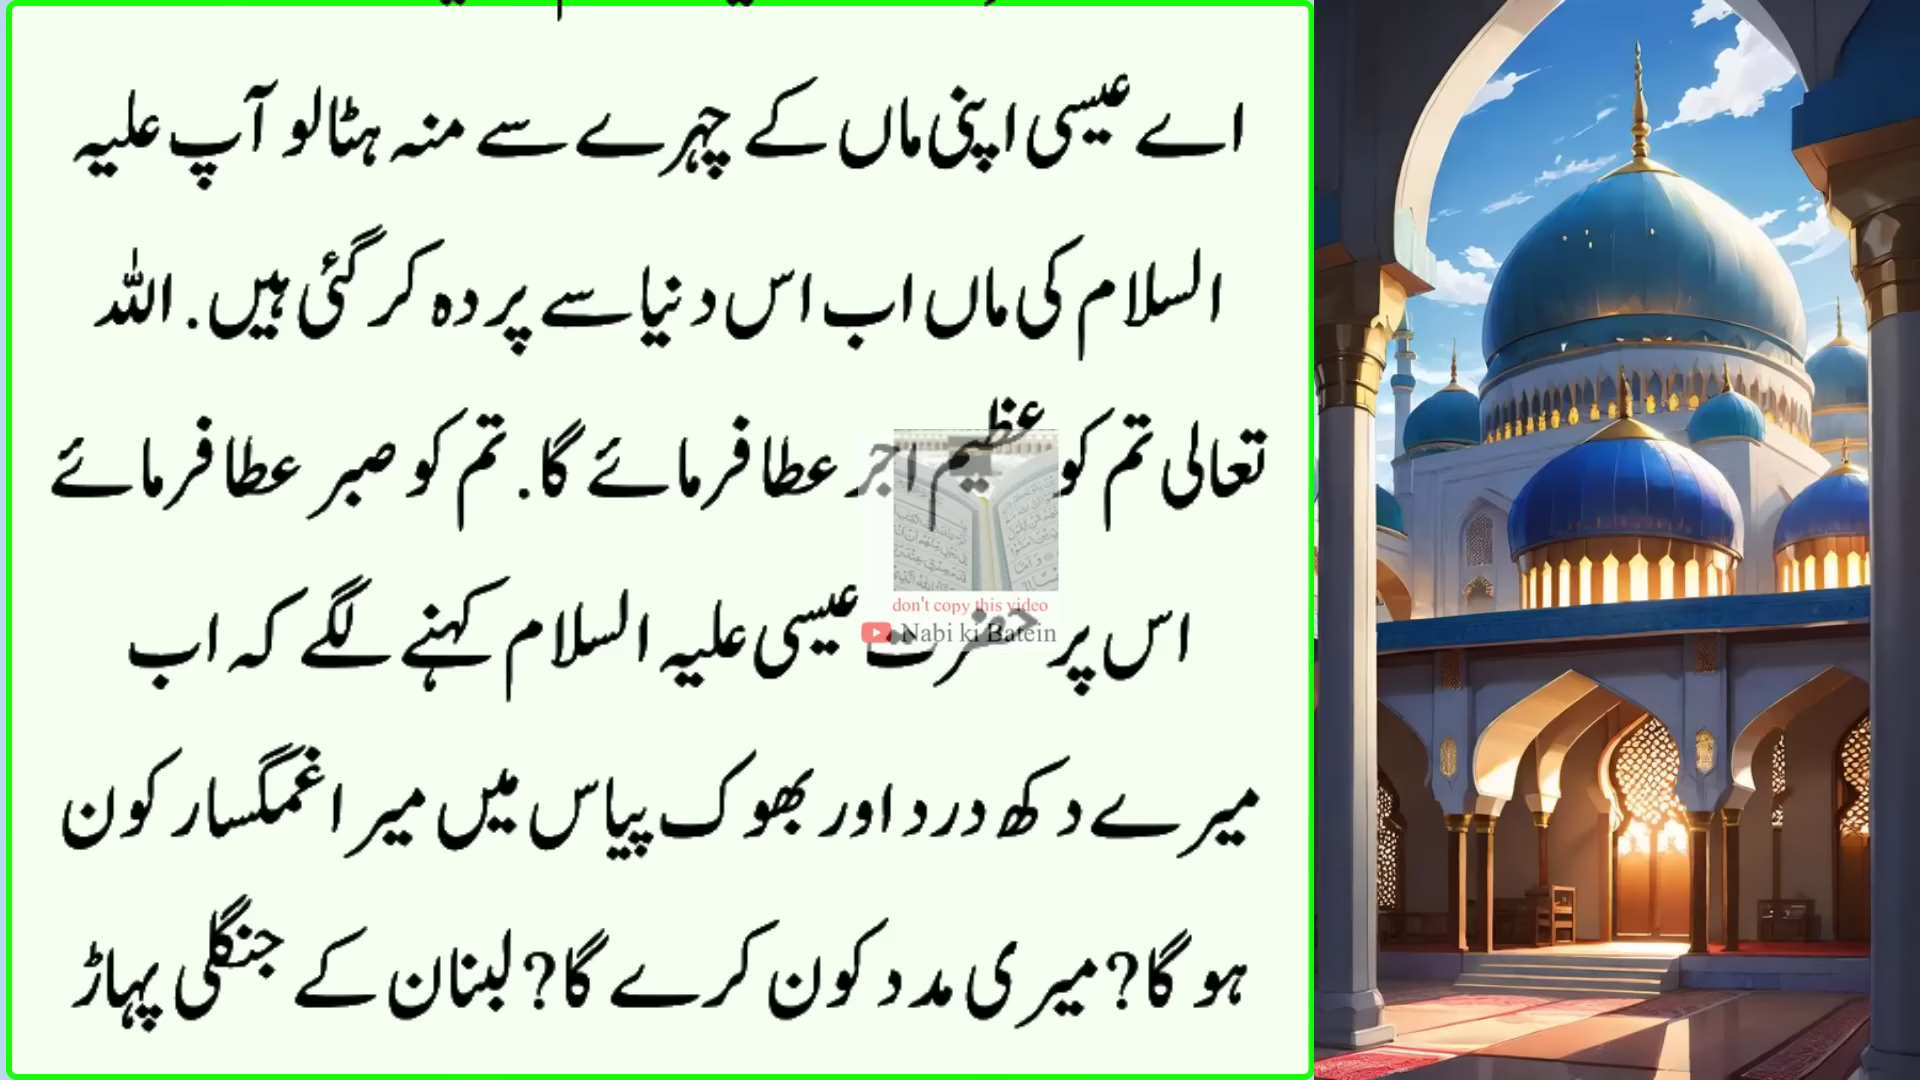 اے عیسی اپنی ماں کے چہرے سے منہ ہٹالو آپ علیہ
السلام کی ماں اب اس دنیا سے پردہ کر گئی ہیں. اللہ
تعالی تم کو عظیم اجر عطا فرمائے گا. تم کو صبر عطا فرمائے
اس پر حضرت عیسی علیہ السلام کہنے لگے کہ اب
میرے دکھ درد اور بھوک پیاس میں میرا غمگسار کون
ہو گا? میری مدد کون کرے گا? لبنان کے جنگلی پہاڑ
don't copy this video
Nabi ki Batein